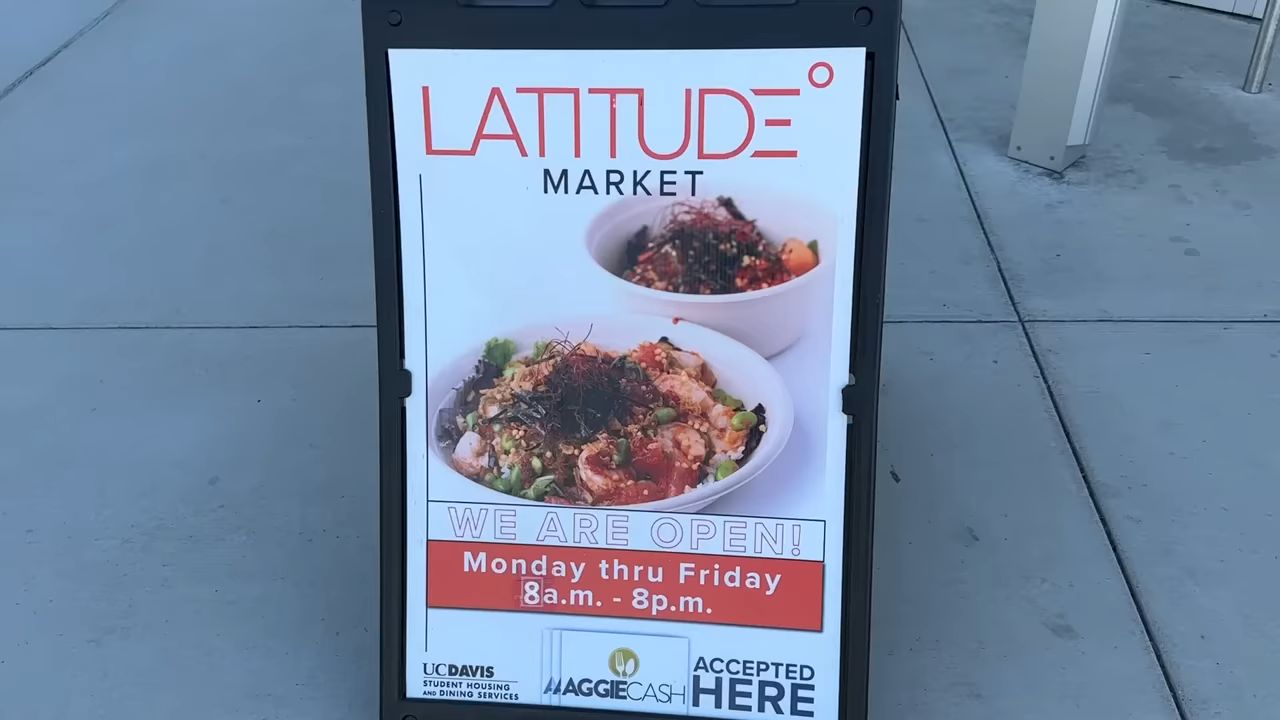 LATITUDE°
MARKET
WE ARE OPEN!
Monday thru Friday
8a.m. - 8p.m.
UCDAVIS
STUDENT HOUSING
AND DINING SERVICES
AGGIECASH
ACCEPTED
HERE